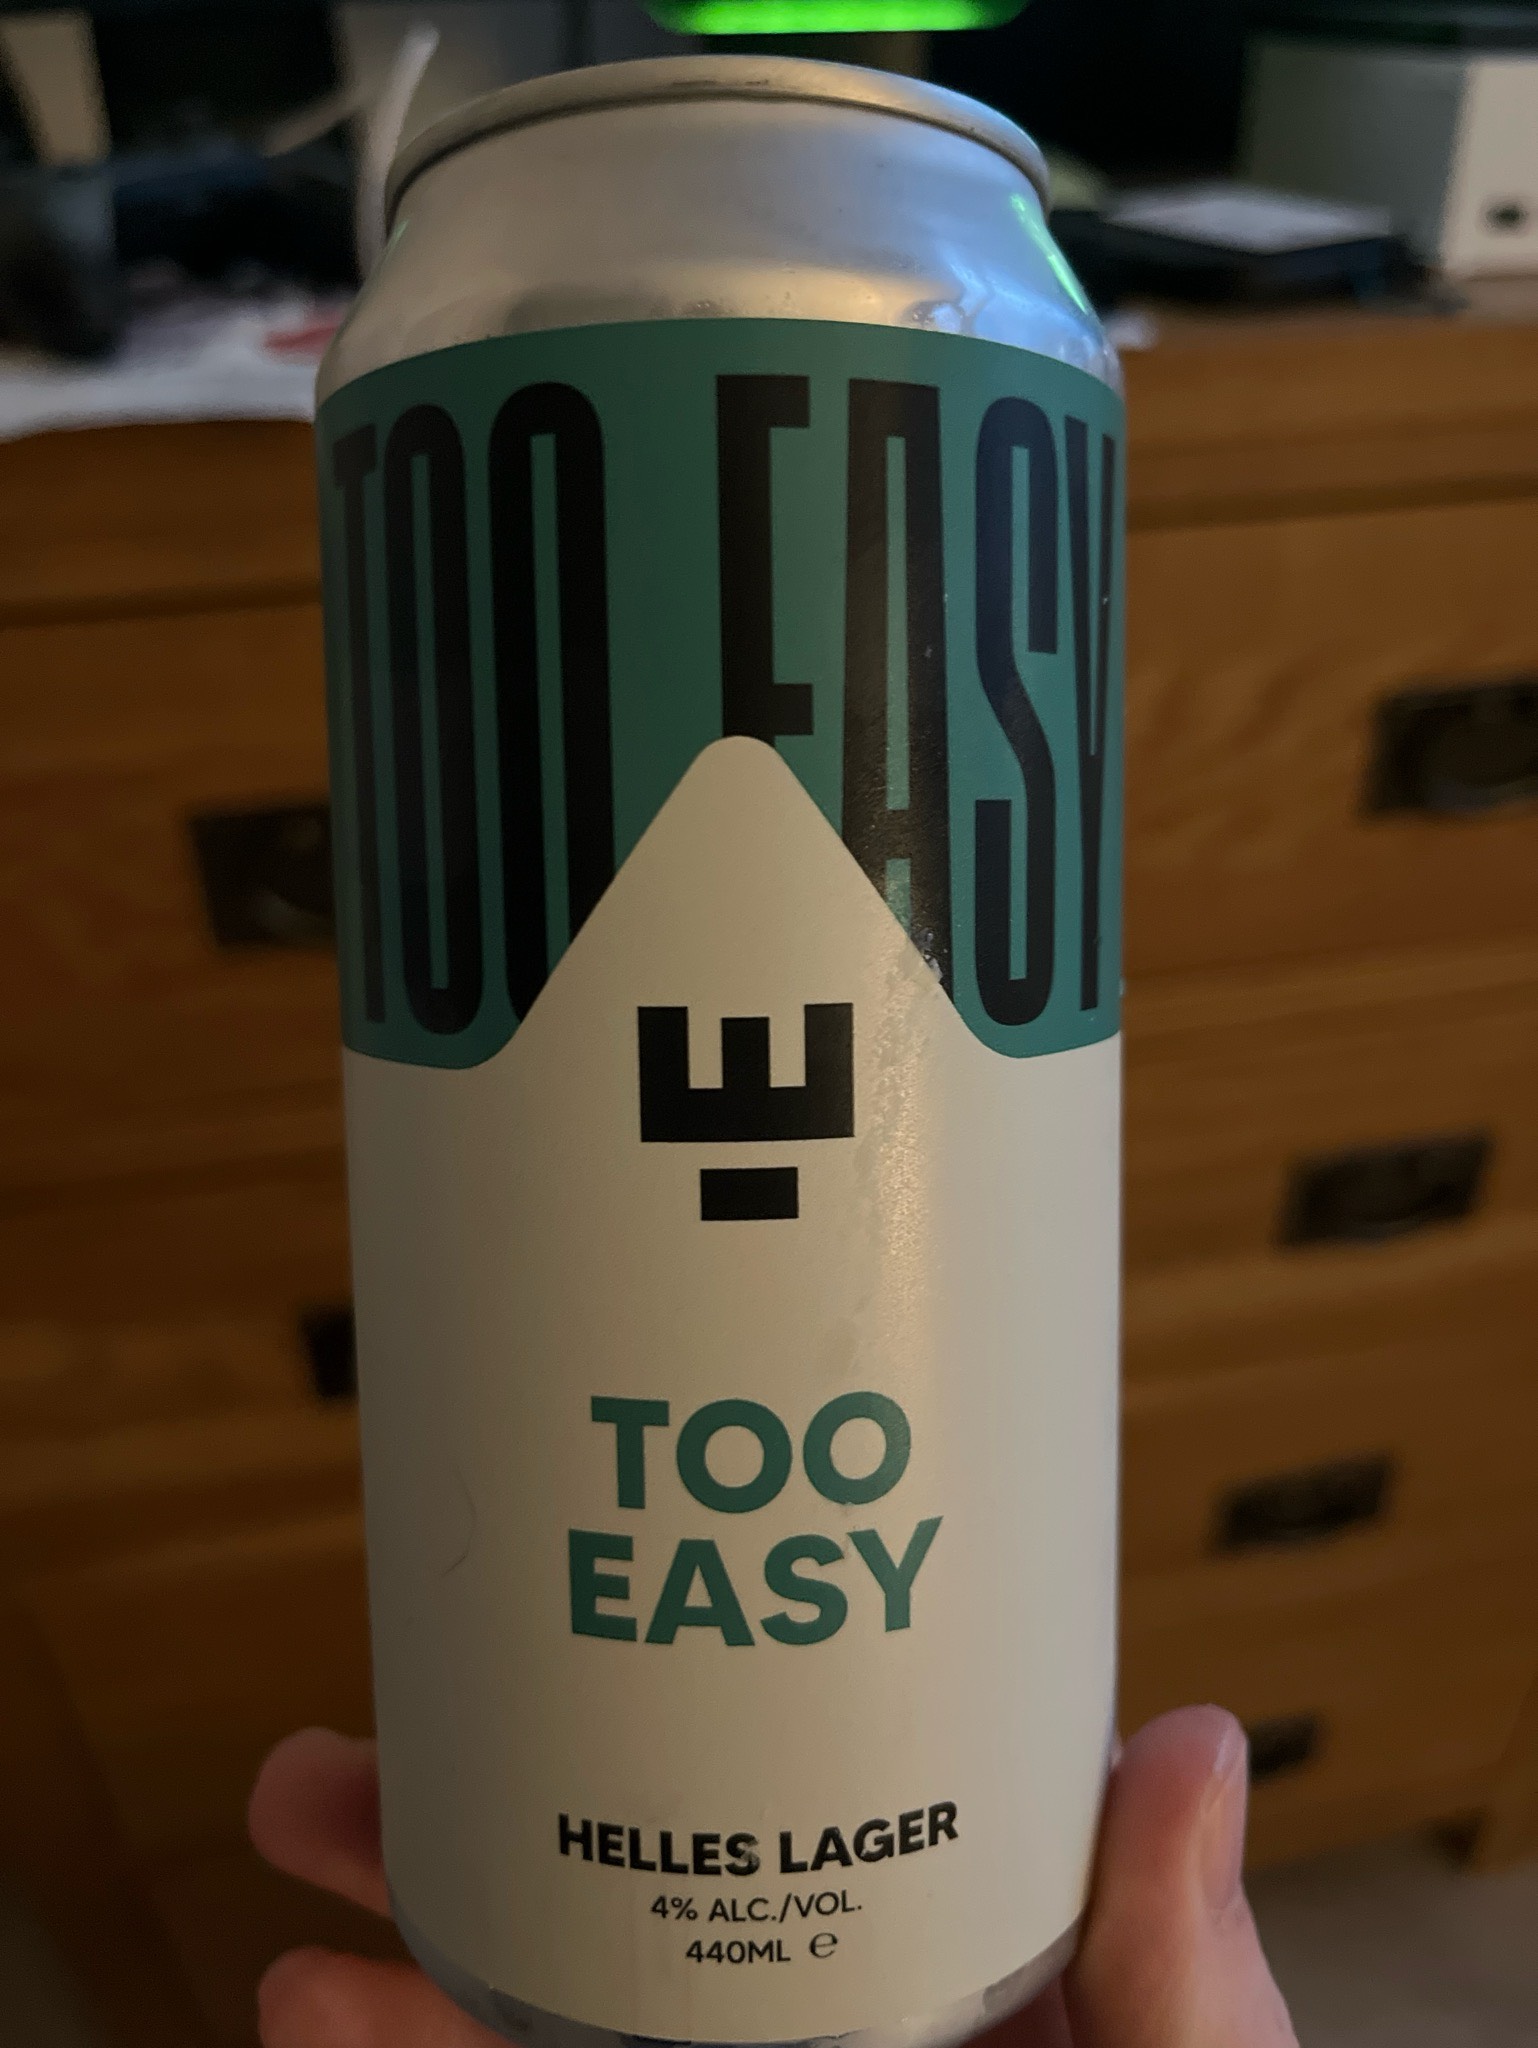 TOO EASY
TOO
EASY
HELLES LAGER
4% ALC./VOL.
440ML ℮